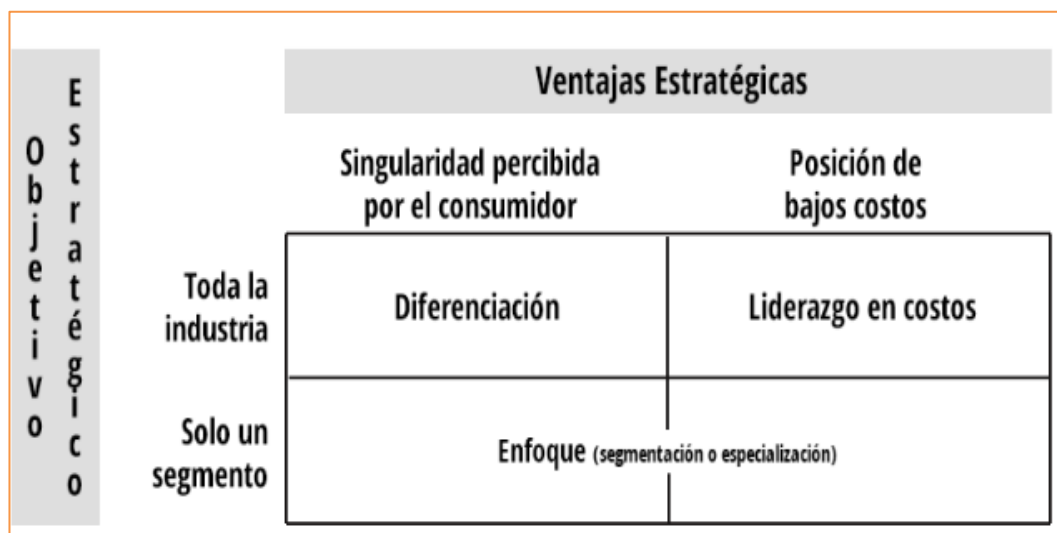 Objetivo
Estratégico
Ventajas Estratégicas
Singularidad percibida
por el consumidor
Posición de
bajos costos
Toda la
industria
Diferenciación
Liderazgo en costos
Solo un
segmento
Enfoque (segmentación o especialización)